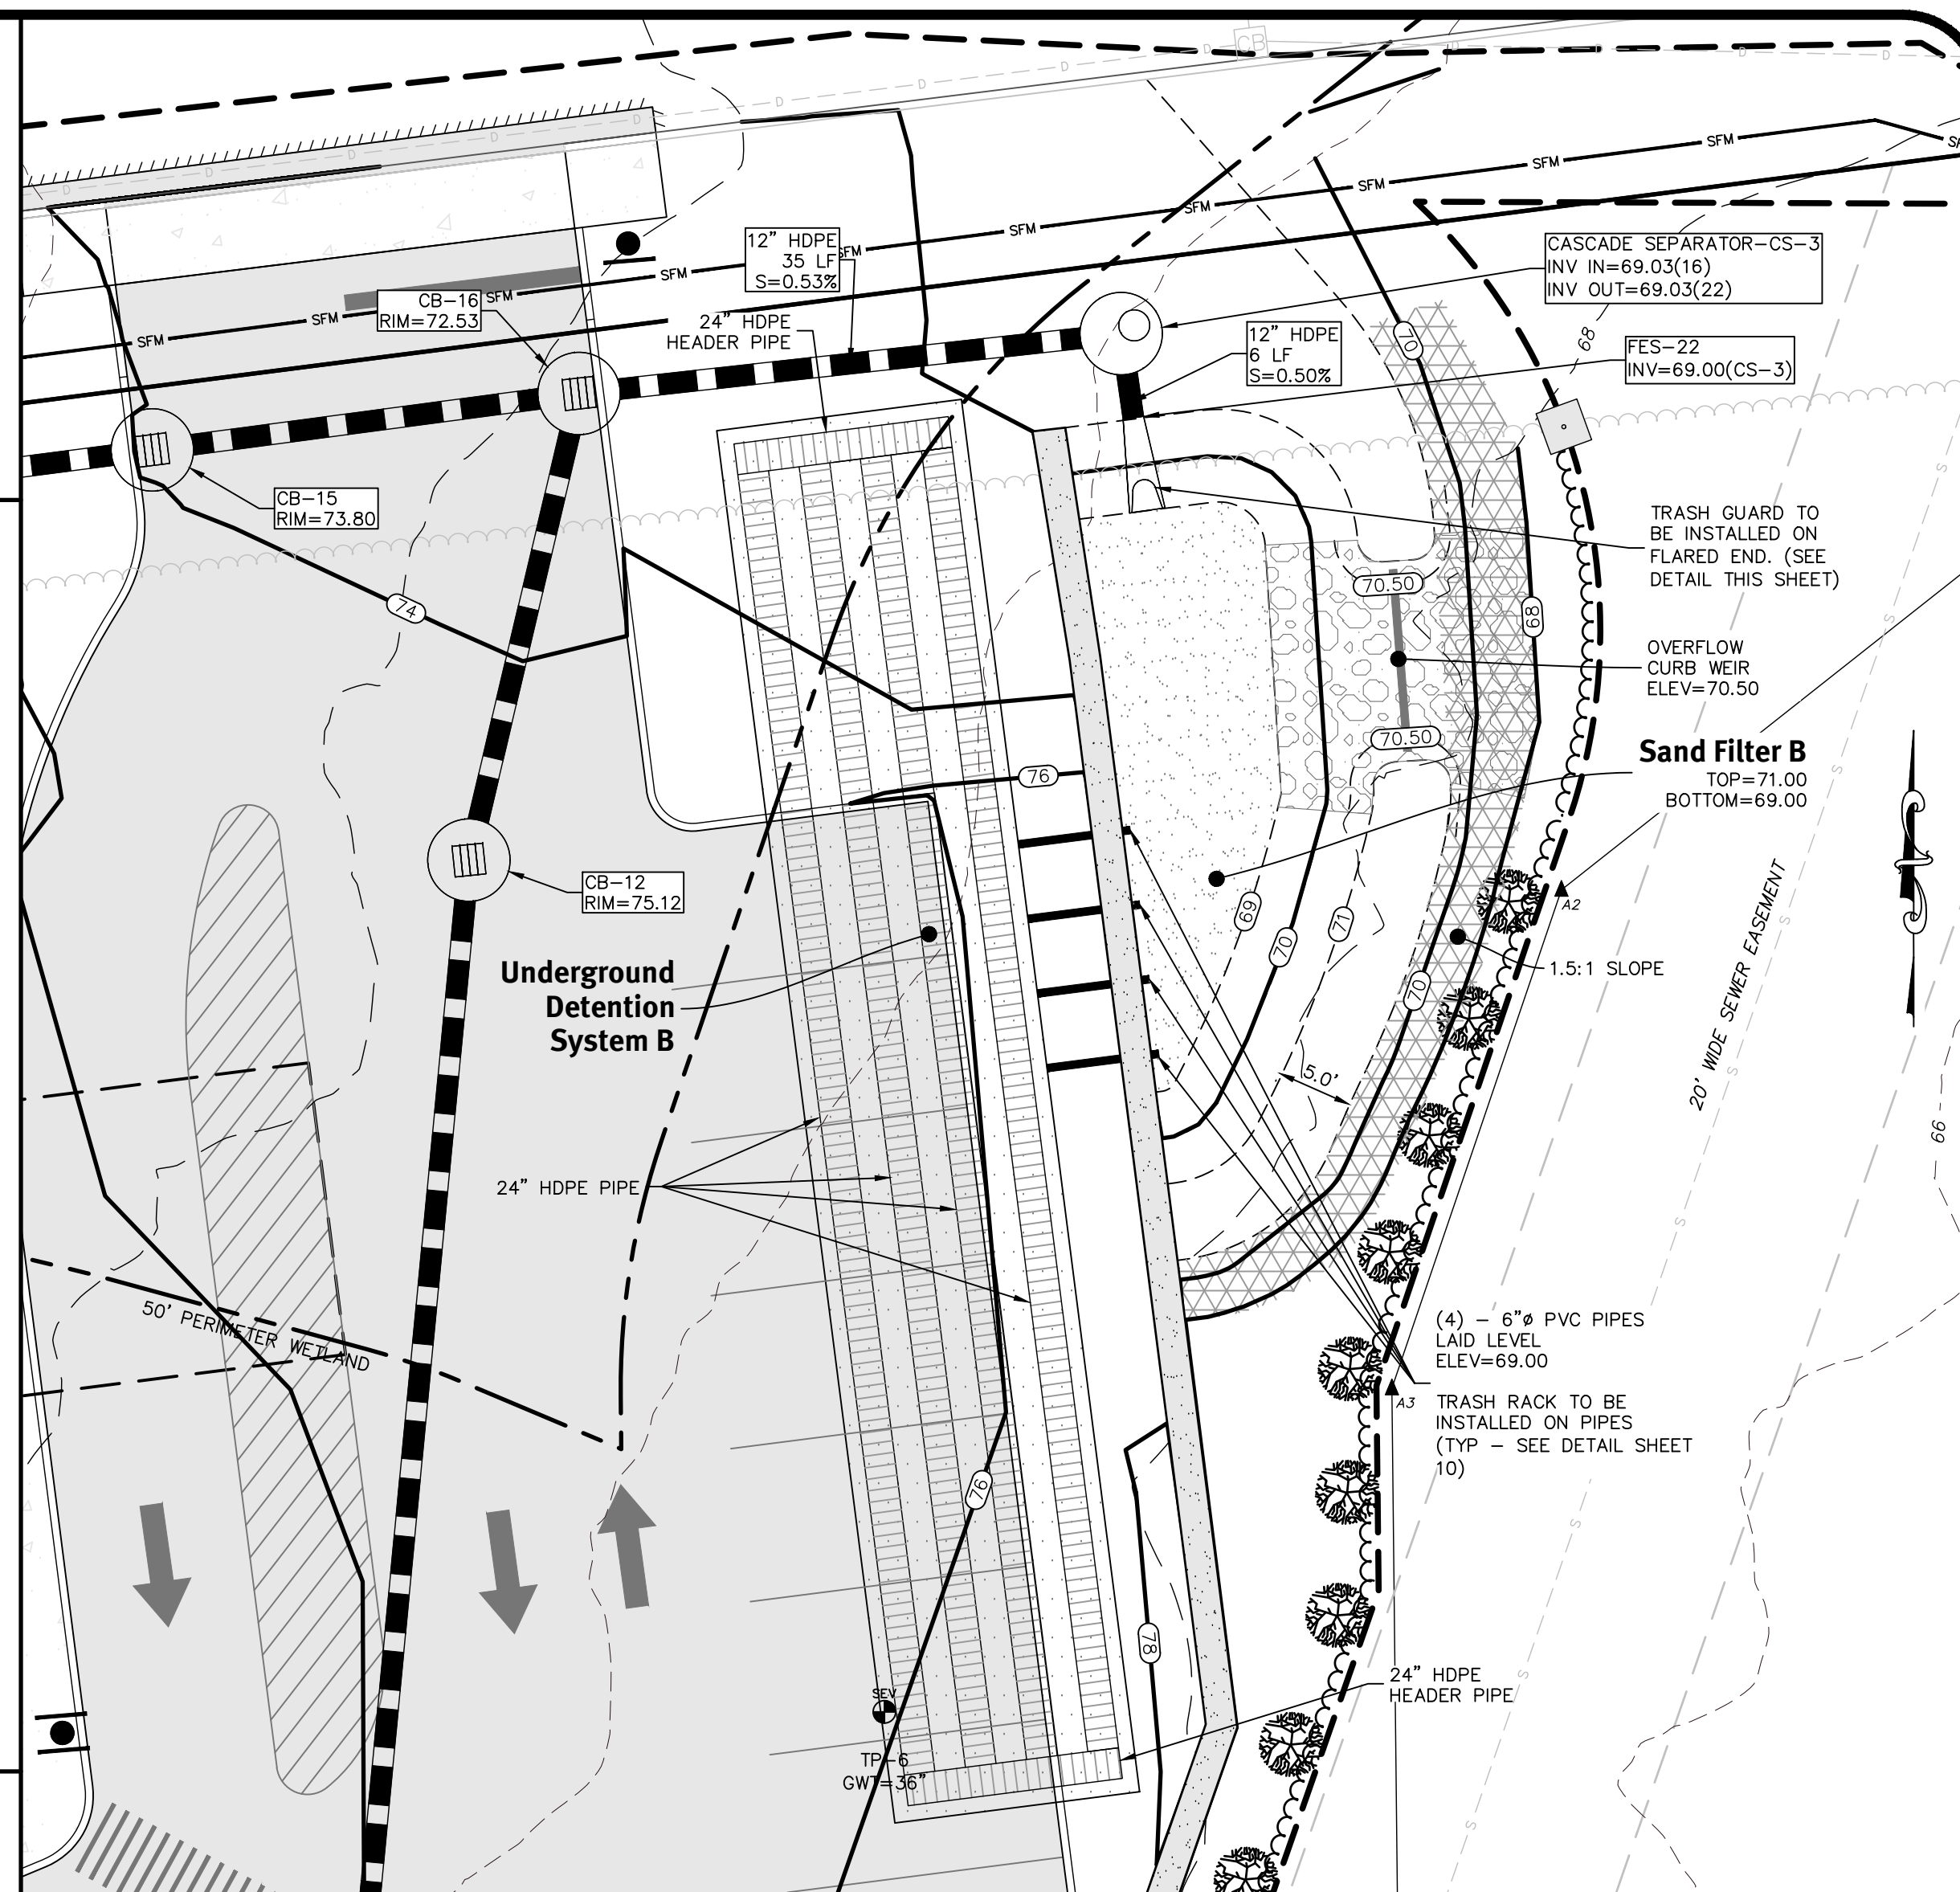 CB
D
D
D
D
D
D
D
D
D
SFM
SFM
SFM
SFM
SFM
SFM
SFM
SFM
SFM
SFM
12" HDPE
35 LF
S=0.53%
CASCADE SEPARATOR-CS-3
INV IN=69.03(16)
INV OUT=69.03(22)
CB-16
RIM=72.53
24" HDPE
HEADER PIPE
12" HDPE
6 LF
S=0.50%
70
68
FES-22
INV=69.00(CS-3)
CB-15
RIM=73.80
TRASH GUARD TO
BE INSTALLED ON
FLARED END. (SEE
DETAIL THIS SHEET)
70.50
74
68
OVERFLOW
CURB WEIR
ELEV=70.50
70.50
Sand Filter B
TOP=71.00
BOTTOM=69.00
76
CB-12
RIM=75.12
69
71
70
A2
20' WIDE SEWER EASEMENT
1.5:1 SLOPE
70
Underground
Detention
System B
5.0'
66
24" HDPE PIPE
50' PERIMETER WETLAND
(4) - 6"ø PVC PIPES
LAID LEVEL
ELEV=69.00
A3
TRASH RACK TO BE
INSTALLED ON PIPES
(TYP - SEE DETAIL SHEET
10)
76
78
24" HDPE
HEADER PIPE
SEV
TP-6
GWT=36"
S
S
S
S
S
S
S
S
S